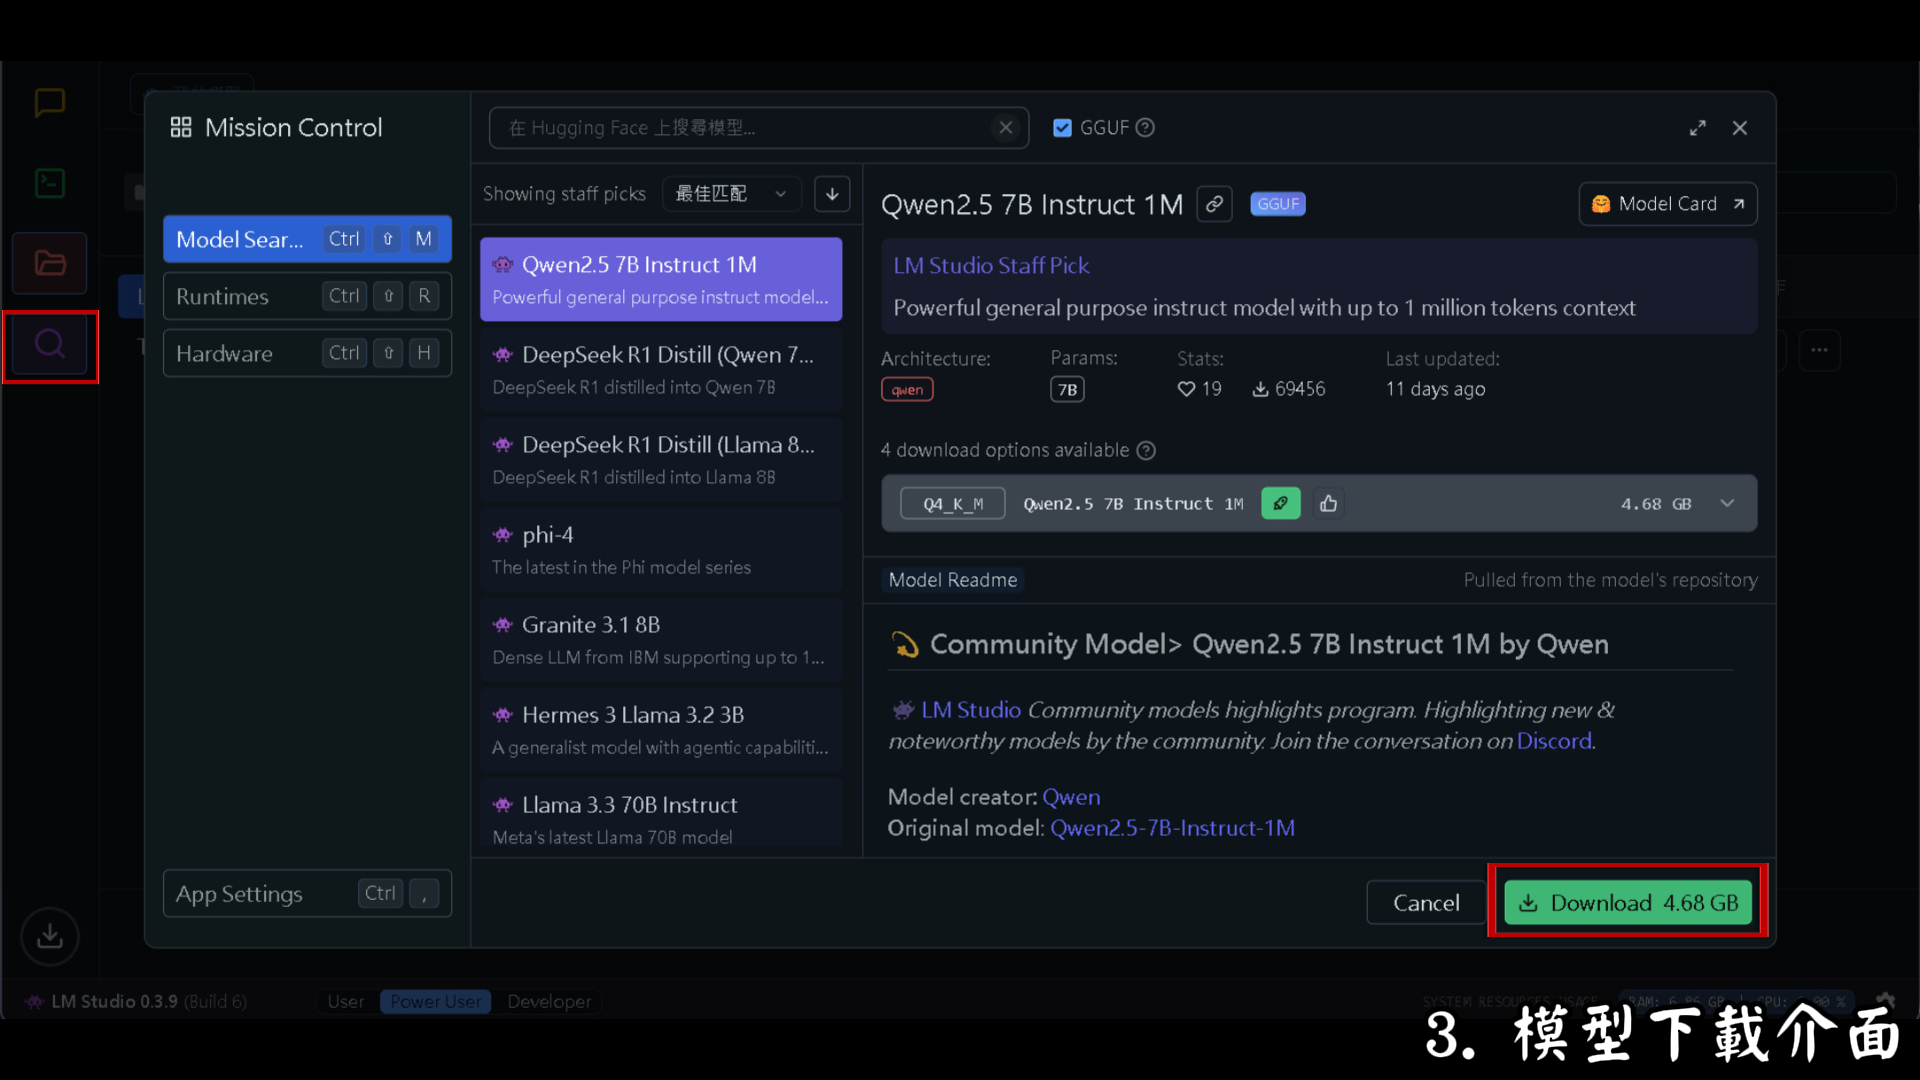 Mission Control
Model Sear... Ctrl ⇧ M
Runtimes Ctrl ⇧ R
Hardware Ctrl ⇧ H
App Settings Ctrl ,
在 Hugging Face 上搜尋模型...
GGUF
Showing staff picks 最佳匹配
Qwen2.5 7B Instruct 1M
Powerful general purpose instruct model...
DeepSeek R1 Distill (Qwen 7...
DeepSeek R1 distilled into Qwen 7B
DeepSeek R1 Distill (Llama 8...
DeepSeek R1 distilled into Llama 8B
phi-4
The latest in the Phi model series
Granite 3.1 8B
Dense LLM from IBM supporting up to 1...
Hermes 3 Llama 3.2 3B
A generalist model with agentic capabiliti...
Llama 3.3 70B Instruct
Meta's latest Llama 70B model
Qwen2.5 7B Instruct 1M GGUF Model Card
LM Studio Staff Pick
Powerful general purpose instruct model with up to 1 million tokens context
Architecture: Params: Stats: Last updated:
qwen 7B 19 69456 11 days ago
4 download options available
Q4_K_M Qwen2.5 7B Instruct 1M 4.68 GB
Model Readme Pulled from the model's repository
Community Model> Qwen2.5 7B Instruct 1M by Qwen
LM Studio Community models highlights program. Highlighting new &
noteworthy models by the community. Join the conversation on Discord.
Model creator: Qwen
Original model: Qwen2.5-7B-Instruct-1M
Cancel Download 4.68 GB
LM Studio 0.3.9 (Build 6) User Power User Developer
SYSTEM RESOURCES USAGE
3. 模型下載介面